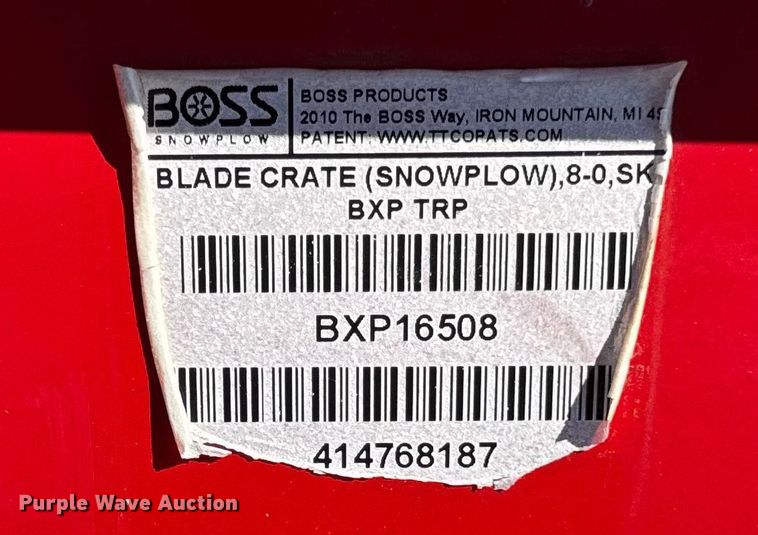 BOSS
SNOWPLOW
BOSS PRODUCTS
2010 The BOSS Way, IRON MOUNTAIN, MI
PATENT: WWW.TTCOPATS.COM
BLADE CRATE (SNOWPLOW),8-0,SK
BXP TRP
BXP16508
414768187
Purple Wave Auction